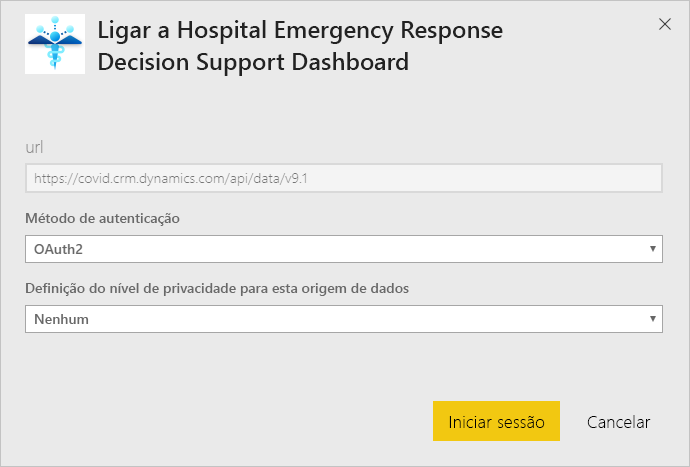 Ligar a Hospital Emergency Response
Decision Support Dashboard
url
https://covid.crm.dynamics.com/api/data/v9.1
Método de autenticação
OAuth2
Definição do nível de privacidade para esta origem de dados
Nenhum
Iniciar sessão
Cancelar